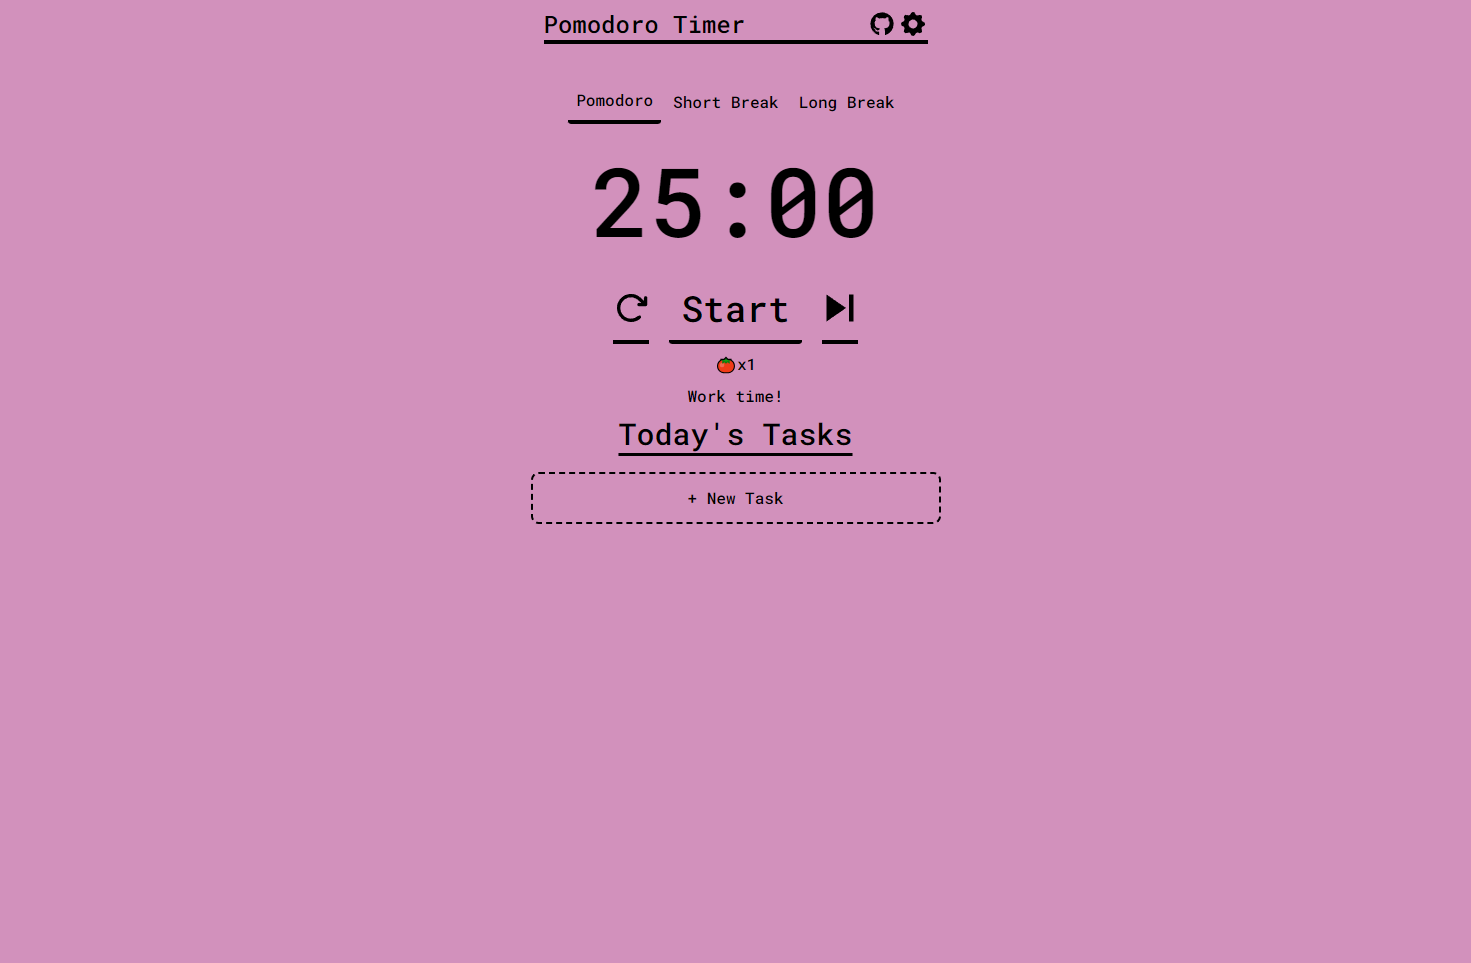 Pomodoro Timer
Pomodoro Short Break Long Break
25:00
Start
x1
Work time!
Today's Tasks
+ New Task